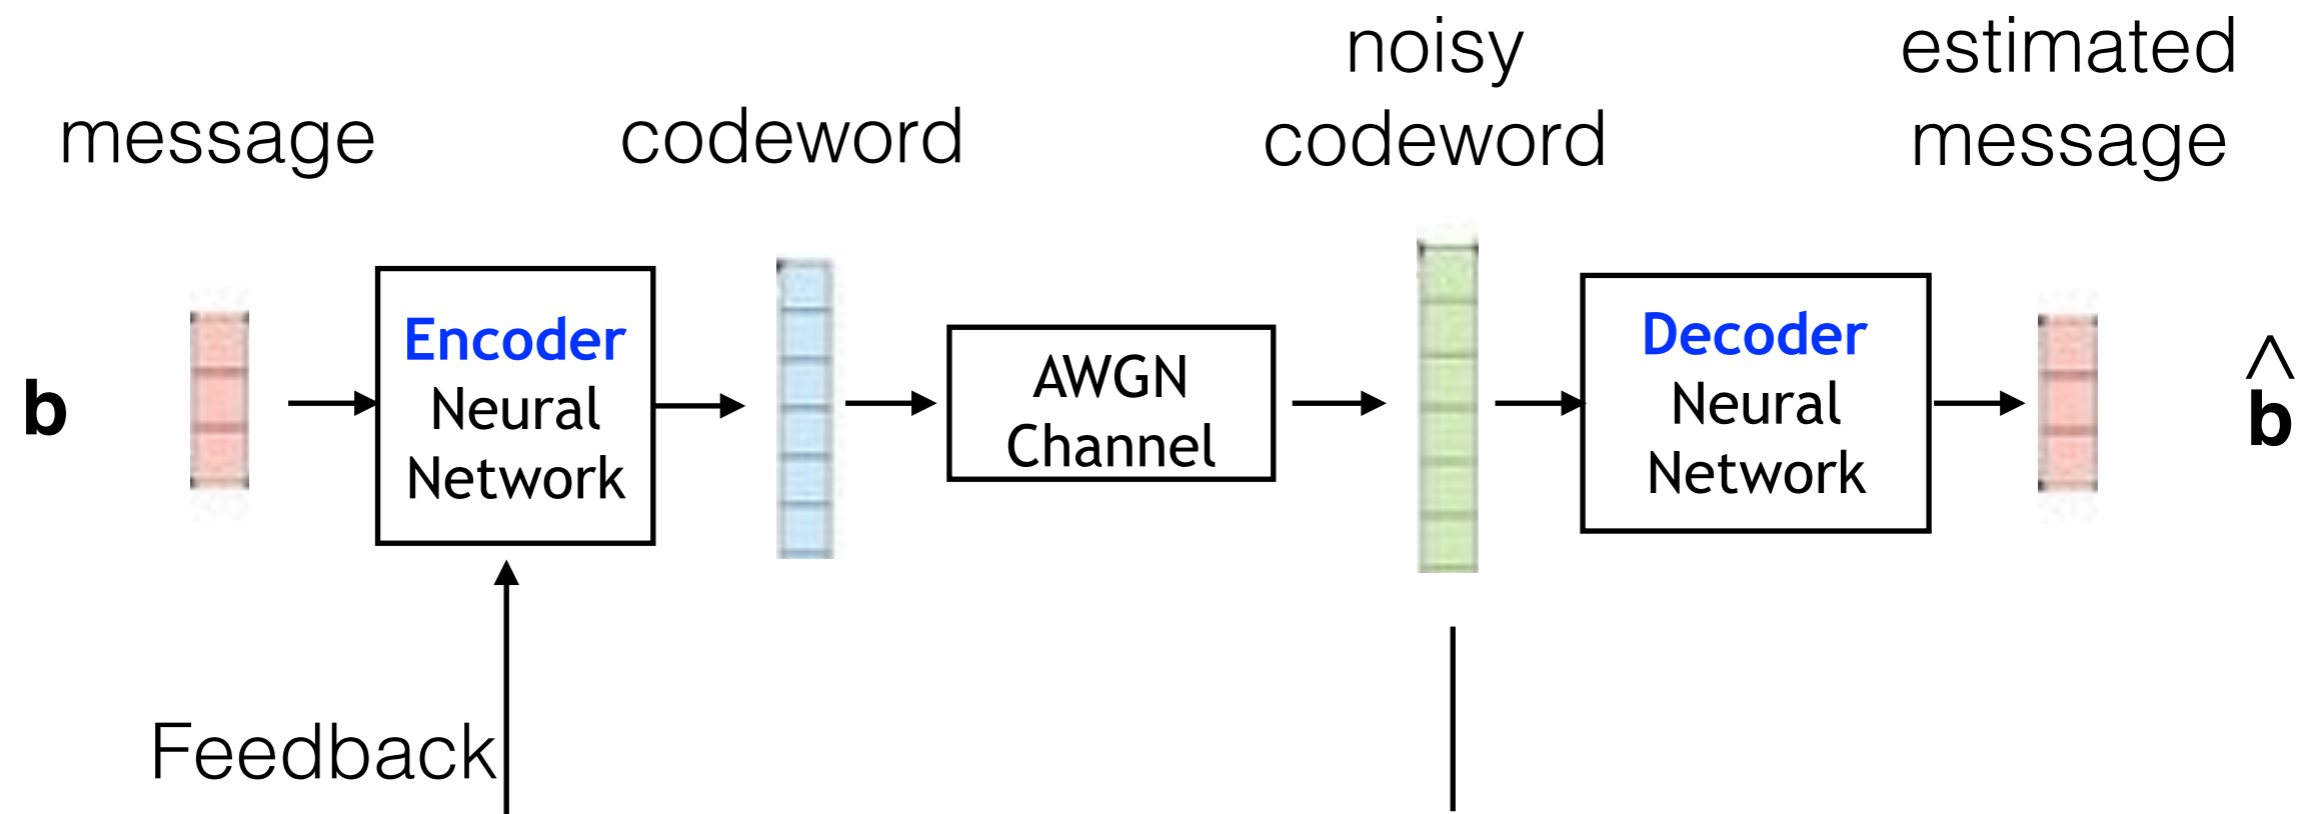 message
codeword
noisy
codeword
estimated
message
b
Encoder
Neural
Network
AWGN
Channel
Decoder
Neural
Network
^
b
Feedback